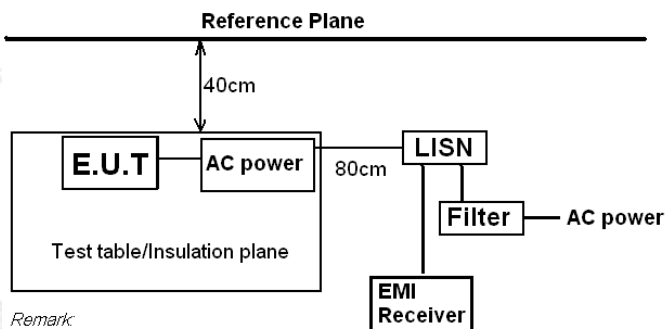 Reference Plane
40cm
E.U.T
AC power
80cm
LISN
Filter
AC power
Test table/Insulation plane
EMI
Receiver
Remark: